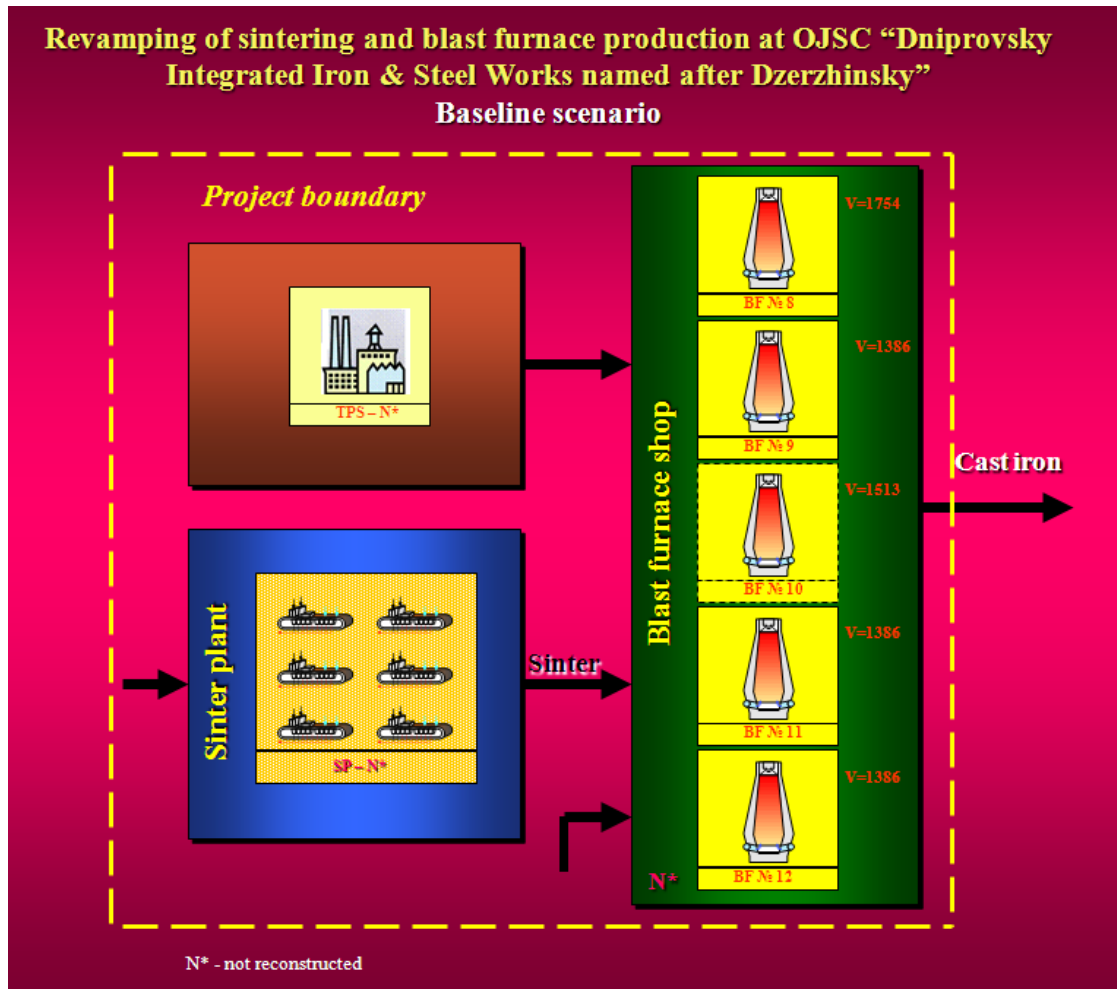 Revamping of sintering and blast furnace production at OJSC “Dniprovsky
Integrated Iron & Steel Works named after Dzerzhinsky”
Baseline scenario
Project boundary
TPS – N*
Sinter plant
SP – N*
Sinter
Blast furnace shop
N*
V=1754
BF № 8
V=1386
BF № 9
V=1513
BF № 10
V=1386
BF № 11
V=1386
BF № 12
Cast iron
N* - not reconstructed